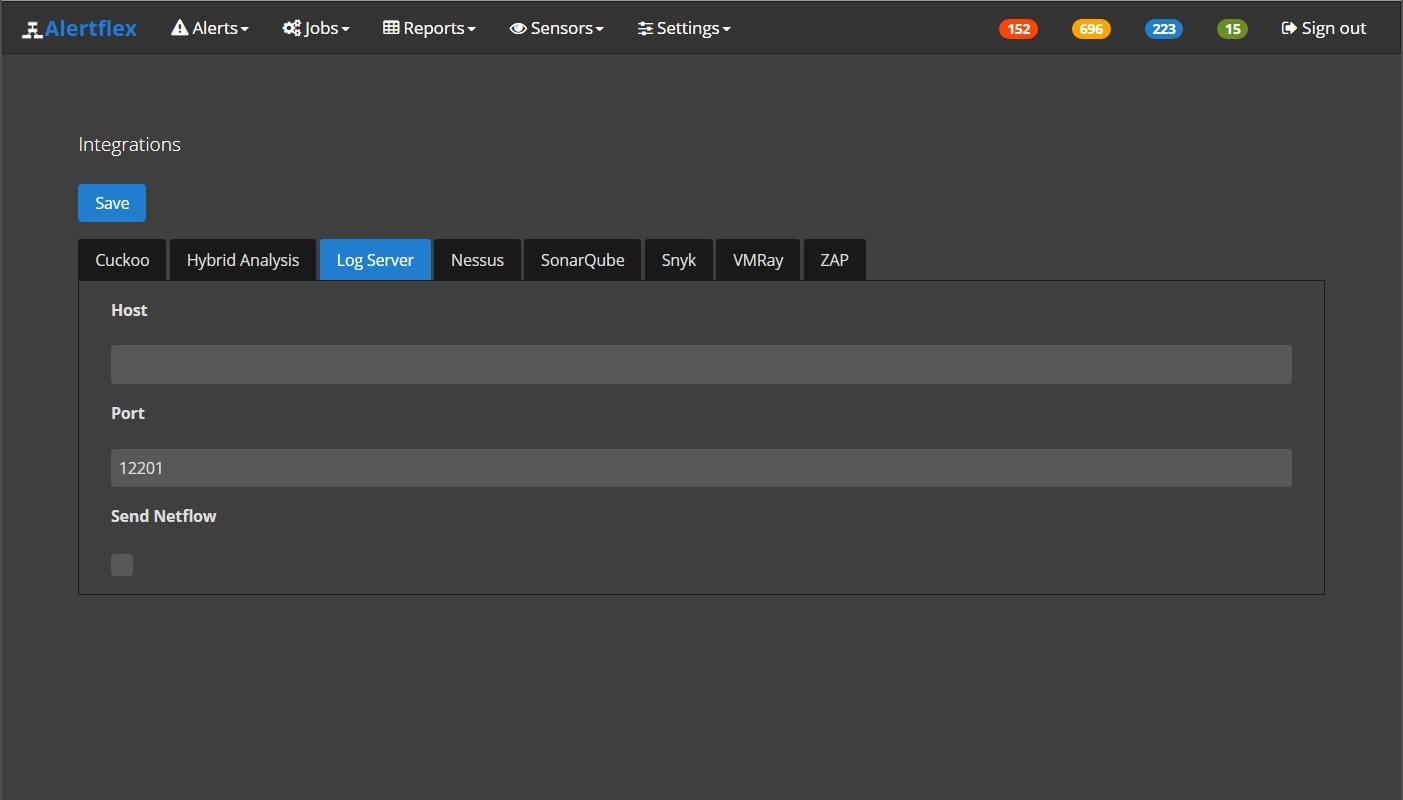 Alertflex Alerts Jobs Reports Sensors Settings 152 696 223 15 Sign out
Integrations
Save
Cuckoo Hybrid Analysis Log Server Nessus SonarQube Snyk VMRay ZAP
Host
Port
12201
Send Netflow